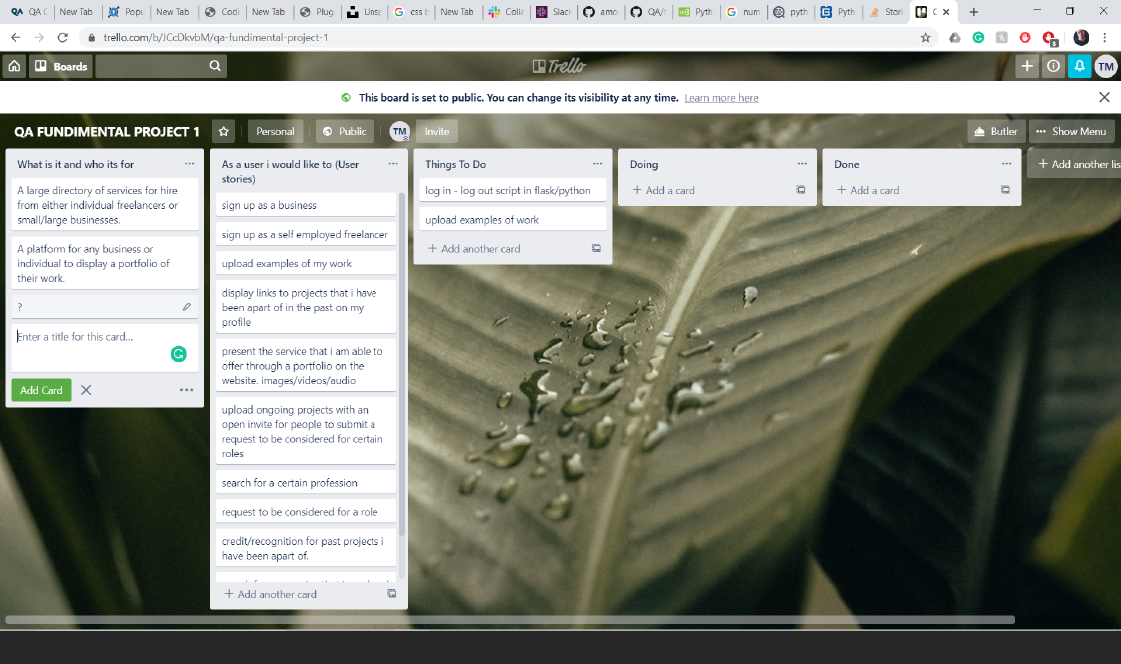 QA C
New Tab
Popu
New Tab
Codi
New Tab
Plug
Unsp
css b
New Tab
Colla
Slack
amo
QA/t
Pyth
num
pyth
Pyth
Stori
trello.com/b/JCcDkvbM/qa-fundimental-project-1
Boards
Trello
TM
This board is set to public. You can change its visibility at any time. Learn more here
QA FUNDIMENTAL PROJECT 1
Personal
Public
TM
Invite
Butler
Show Menu
What is it and who its for
A large directory of services for hire
from either individual freelancers or
small/large businesses.
A platform for any business or
individual to display a portfolio of
their work.
?
Enter a title for this card...
Add Card
As a user i would like to (User
stories)
sign up as a business
sign up as a self employed freelancer
upload examples of my work
display links to projects that i have
been apart of in the past on my
profile
present the service that i am able to
offer through a portfolio on the
website. images/videos/audio
upload ongoing projects with an
open invite for people to submit a
request to be considered for certain
roles
search for a certain profession
request to be considered for a role
credit/recognition for past projects i
have been apart of.
+ Add another card
Things To Do
log in - log out script in flask/python
upload examples of work
+ Add another card
Doing
+ Add a card
Done
+ Add a card
+ Add another lis